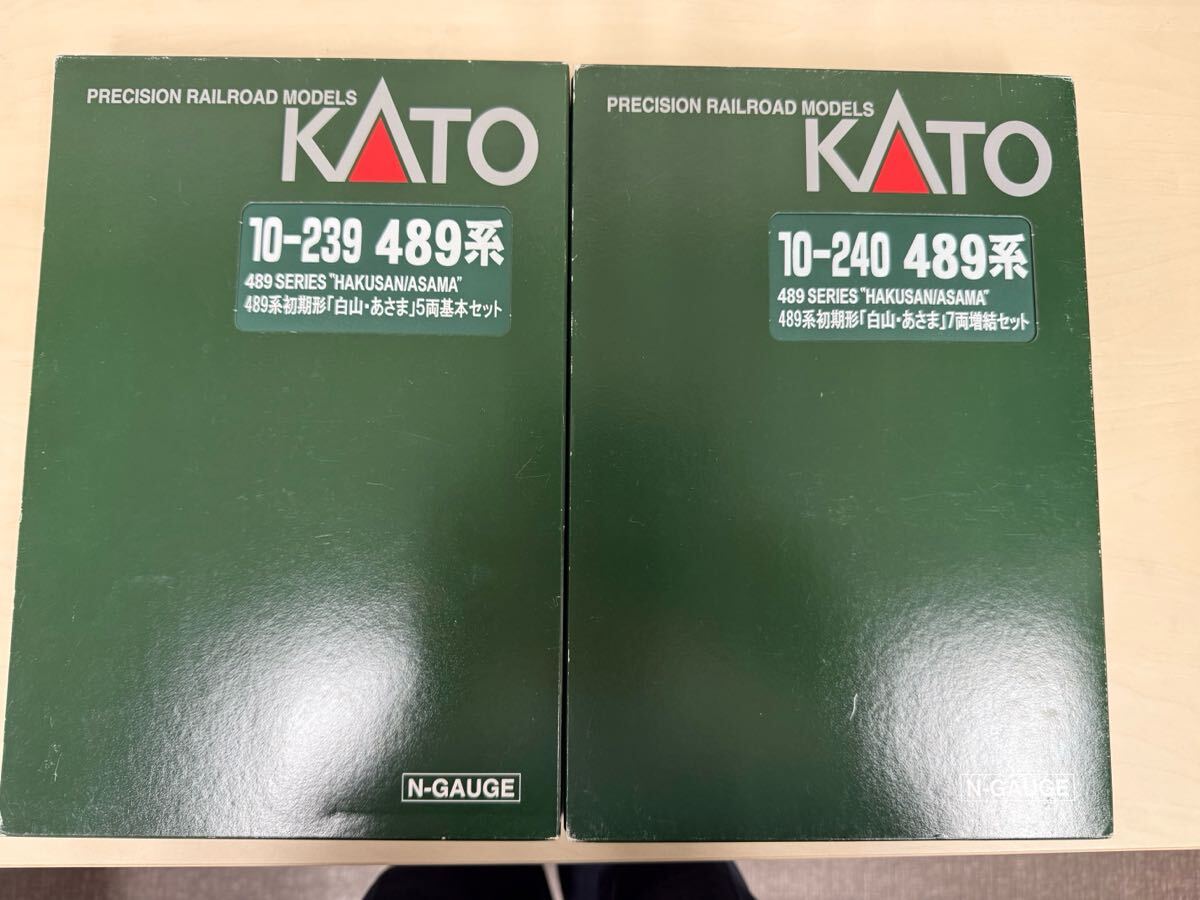 PRECISION RAILROAD MODELS
KATO
10-239 489系
489 SERIES "HAKUSAN/ASAMA"
489系初期形「白山・あさま」5両基本セット
N-GAUGE
PRECISION RAILROAD MODELS
KATO
10-240 489系
489 SERIES "HAKUSAN/ASAMA"
489系初期形「白山・あさま」7両増結セット
N-GAUGE